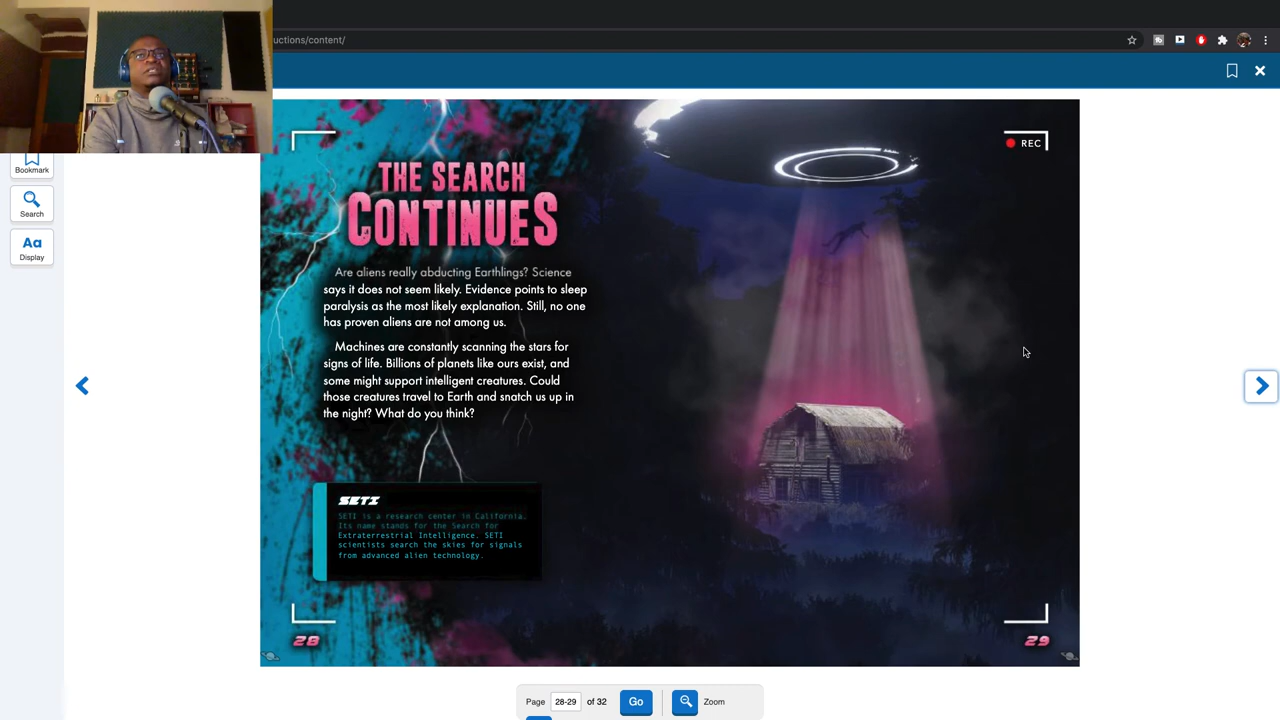 uctions/content/
Bookmark
Search
Aa
Display
THE SEARCH
CONTINUES
Are aliens really abducting Earthlings? Science
says it does not seem likely. Evidence points to sleep
paralysis as the most likely explanation. Still, no one
has proven aliens are not among us.
Machines are constantly scanning the stars for
signs of life. Billions of planets like ours exist, and
some might support intelligent creatures. Could
those creatures travel to Earth and snatch us up in
the night? What do you think?
SETI
SETI is a research center in California.
Its name stands for the Search for
Extraterrestrial Intelligence. SETI
scientists search the skies for signals
from advanced alien technology.
28
REC
29
Page 28-29 of 32 Go Zoom